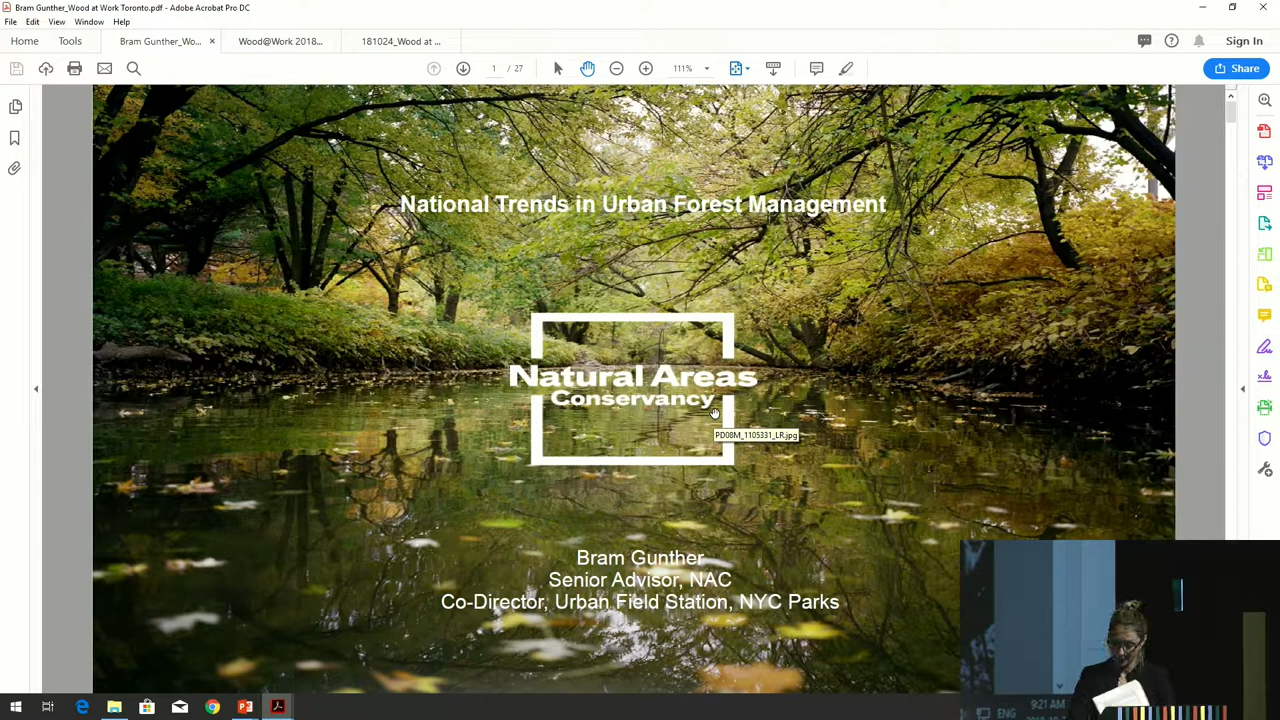 Bram Gunther_Wood at Work Toronto.pdf - Adobe Acrobat Pro DC
File Edit View Window Help
Home Tools Bram Gunther_Wo... × Wood@Work 2018... 181024_Wood at ... Sign In
1 / 27 111% Share
National Trends in Urban Forest Management
Natural Areas
Conservancy
PD08M_1105331_LR.jpg
Bram Gunther
Senior Advisor, NAC
Co-Director, Urban Field Station, NYC Parks
9:21 AM
ENG